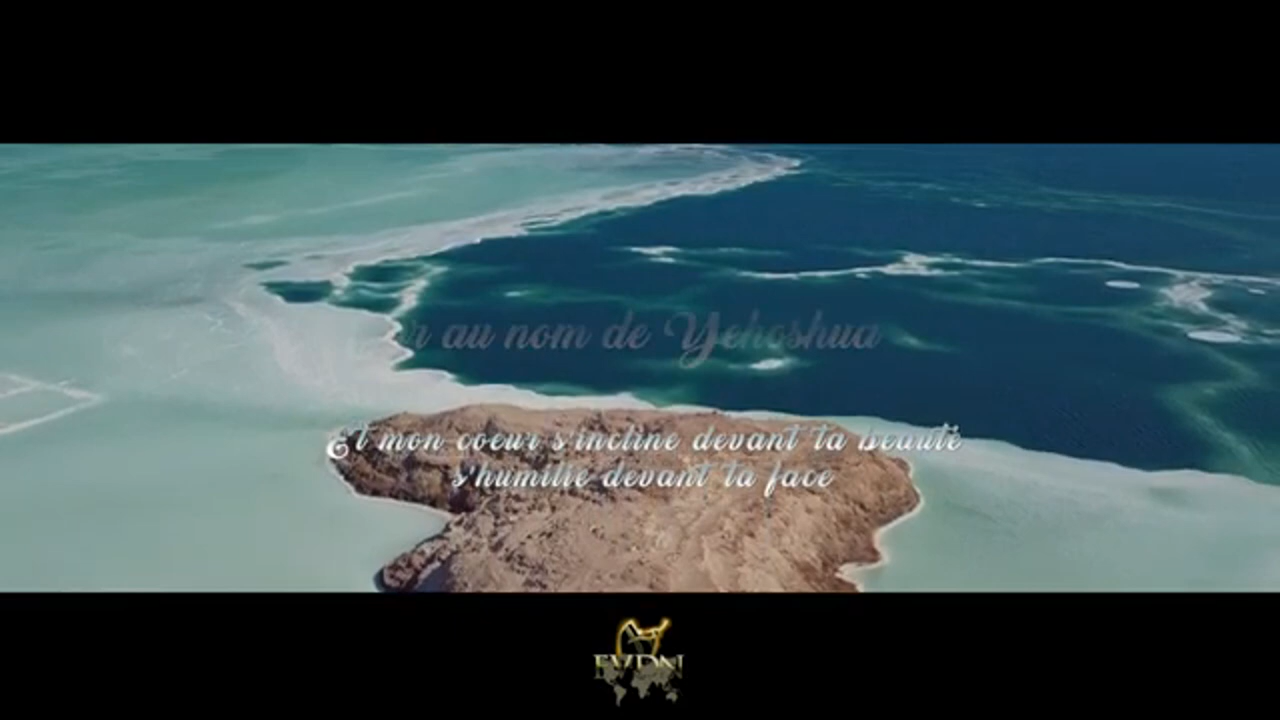 au nom de Yehoshua
Et mon coeur s'incline devant ta beauté
s'humilie devant ta face